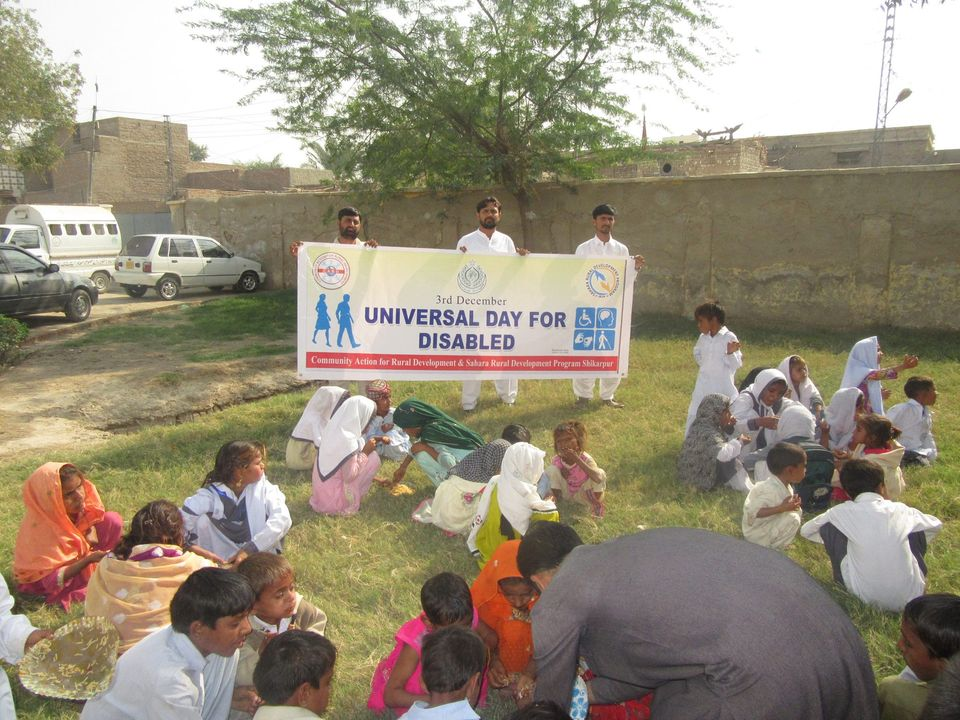 3rd December
UNIVERSAL DAY FOR
DISABLED
Community Action for Rural Development & Sahara Rural Development Program Shikarpur